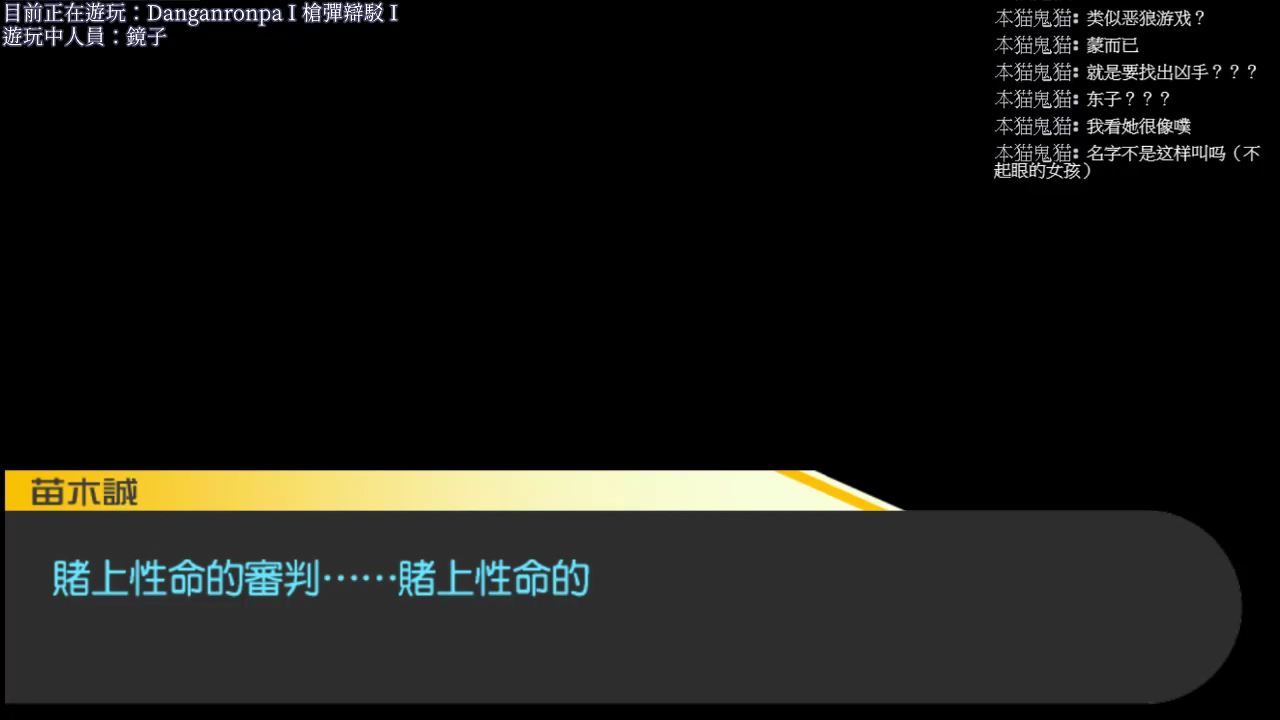 目前正在遊玩：Danganronpa I 槍彈辯駁 I
遊玩中人員：鏡子
本猫鬼猫: 类似恶狼游戏？
本猫鬼猫: 蒙而已
本猫鬼猫: 就是要找出凶手？？？
本猫鬼猫: 东子？？？
本猫鬼猫: 我看她很像噗
本猫鬼猫: 名字不是这样叫吗（不
起眼的女孩）
苗木誠
賭上性命的審判⋯⋯賭上性命的